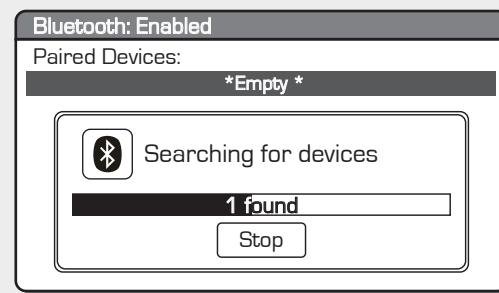 Bluetooth: Enabled
Paired Devices:
*Empty *
Searching for devices
1 found
Stop